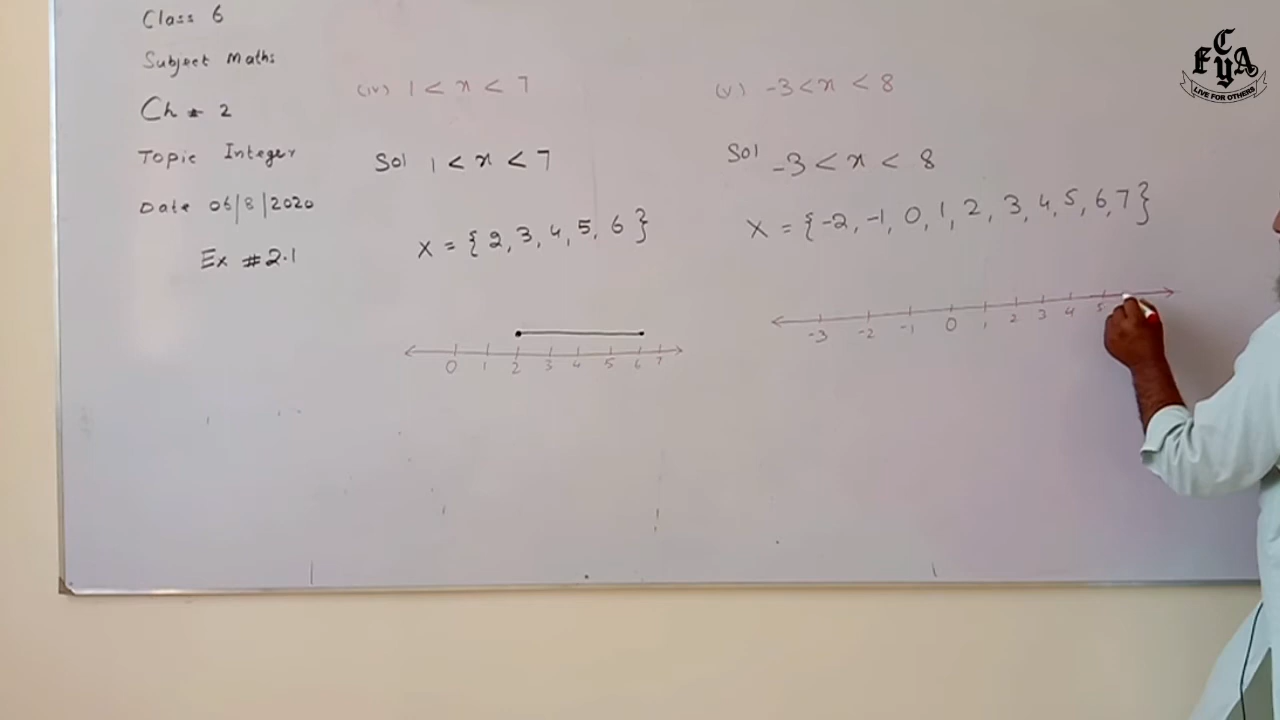 Class 6
Subject Maths
Ch # 2
Topic Integer
Date 06/8/2020
Ex # 2.1
(iv) 1 < x < 7
Sol 1 < x < 7
X = { 2, 3, 4, 5, 6 }
0 1 2 3 4 5 6 7
(v) -3 < x < 8
Sol -3 < x < 8
X = { -2, -1, 0, 1, 2, 3, 4, 5, 6, 7 }
-3 -2 -1 0 1 2 3 4 5
E C Y A
LIVE FOR OTHERS